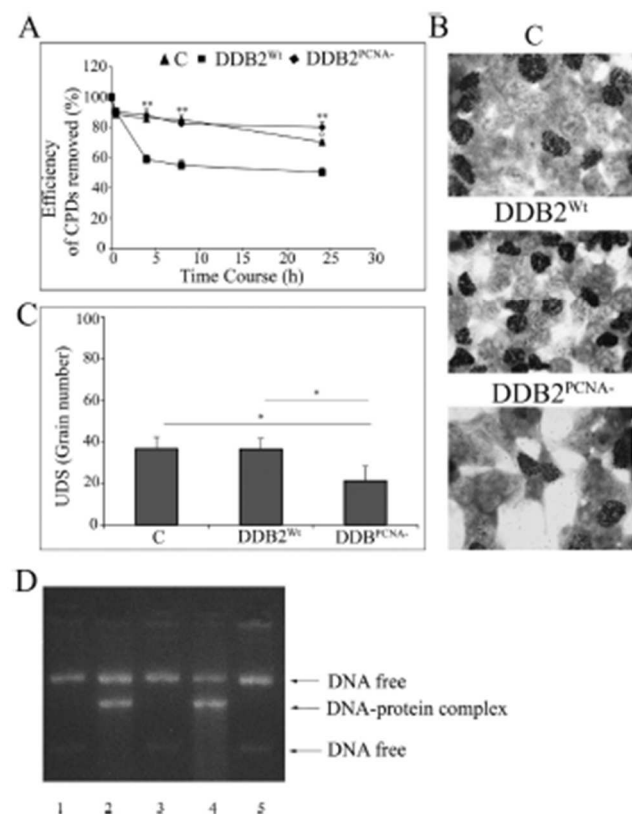 A
▲ C ■ DDB2Wt ◆ DDB2PCNA-
Efficiency
of CPDs removed (%)
120
100
80
60
40
20
0
** ** **
0 5 10 15 20 25 30
Time Course (h)
B
C
DDB2Wt
DDB2PCNA-
C
UDS (Grain number)
100
80
60
40
20
0
*
*
C DDB2Wt DDBPCNA-
D
DNA free
DNA-protein complex
DNA free
1 2 3 4 5